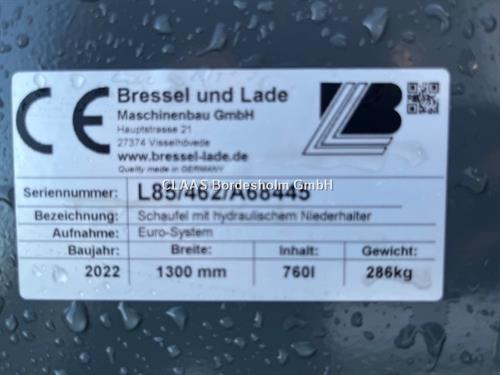 CE
Bressel und Lade
Maschinenbau GmbH
Hauptstrasse 21
27374 Visselhövede
www.bressel-lade.de
Quality made in GERMANY
LB
Seriennummer: L85/462/A68445
CLAAS Bordesholm GmbH
Bezeichnung: Schaufel mit hydraulischem Niederhalter
Aufnahme: Euro-System
Baujahr: Breite: Inhalt: Gewicht:
2022 1300 mm 760l 286kg